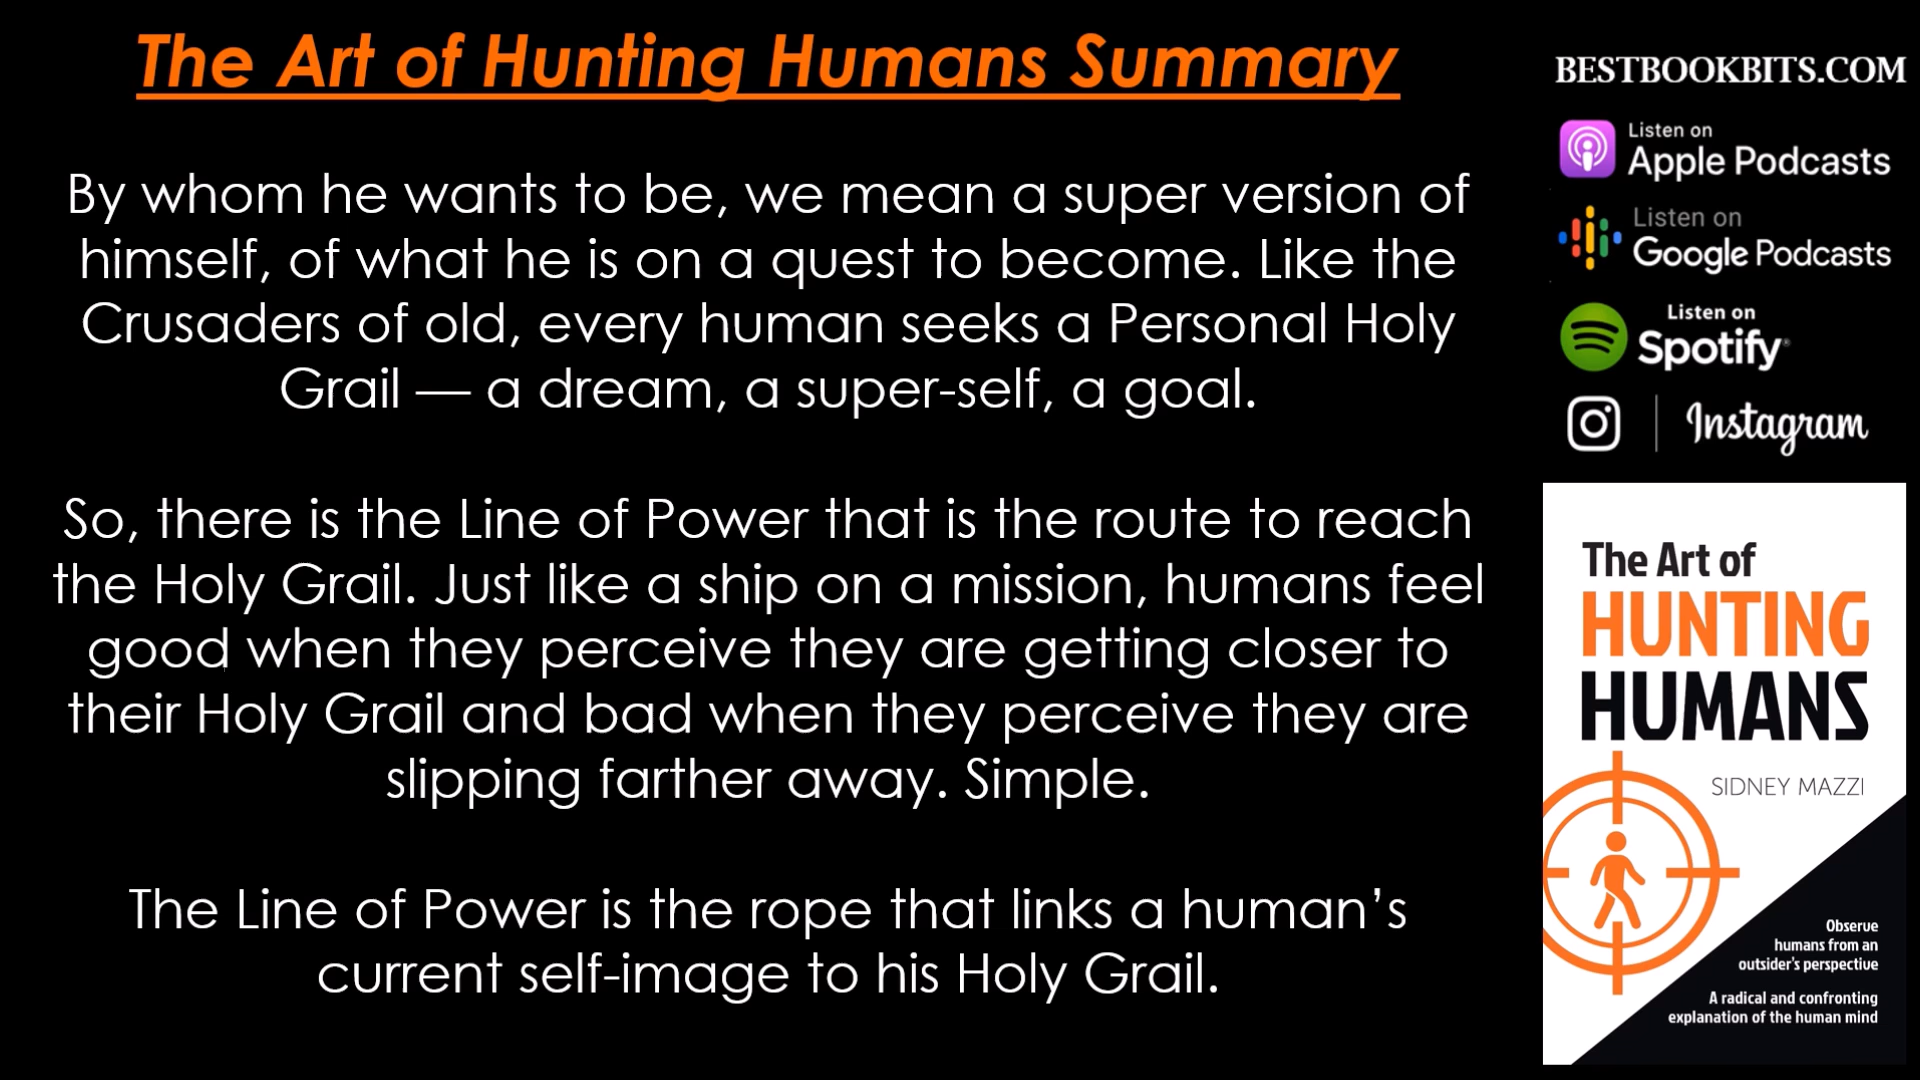 The Art of Hunting Humans Summary
By whom he wants to be, we mean a super version of
himself, of what he is on a quest to become. Like the
Crusaders of old, every human seeks a Personal Holy
Grail — a dream, a super-self, a goal.
So, there is the Line of Power that is the route to reach
the Holy Grail. Just like a ship on a mission, humans feel
good when they perceive they are getting closer to
their Holy Grail and bad when they perceive they are
slipping farther away. Simple.
The Line of Power is the rope that links a human’s
current self-image to his Holy Grail.
BESTBOOKBITS.COM
Listen on
Apple Podcasts
Listen on
Google Podcasts
Listen on
Spotify
Instagram
The Art of
HUNTING
HUMANS
SIDNEY MAZZI
Observe
humans from an
outsider's perspective
A radical and confronting
explanation of the human mind